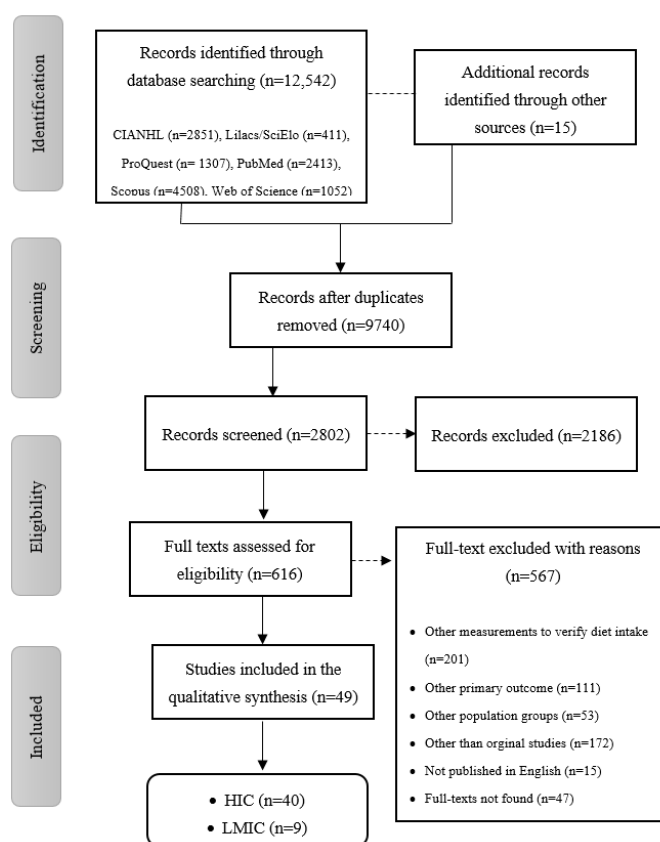 Identification
Records identified through
database searching (n=12,542)
CIANHL (n=2851), Lilacs/SciElo (n=411),
ProQuest (n= 1307), PubMed (n=2413),
Scopus (n=4508), Web of Science (n=1052)
Additional records
identified through other
sources (n=15)
Screening
Records after duplicates
removed (n=9740)
Records screened (n=2802)
Records excluded (n=2186)
Eligibility
Full texts assessed for
eligibility (n=616)
Full-text excluded with reasons
(n=567)
• Other measurements to verify diet intake
(n=201)
• Other primary outcome (n=111)
• Other population groups (n=53)
• Other than orginal studies (n=172)
• Not published in English (n=15)
• Full-texts not found (n=47)
Included
Studies included in the
qualitative synthesis (n=49)
• HIC (n=40)
• LMIC (n=9)